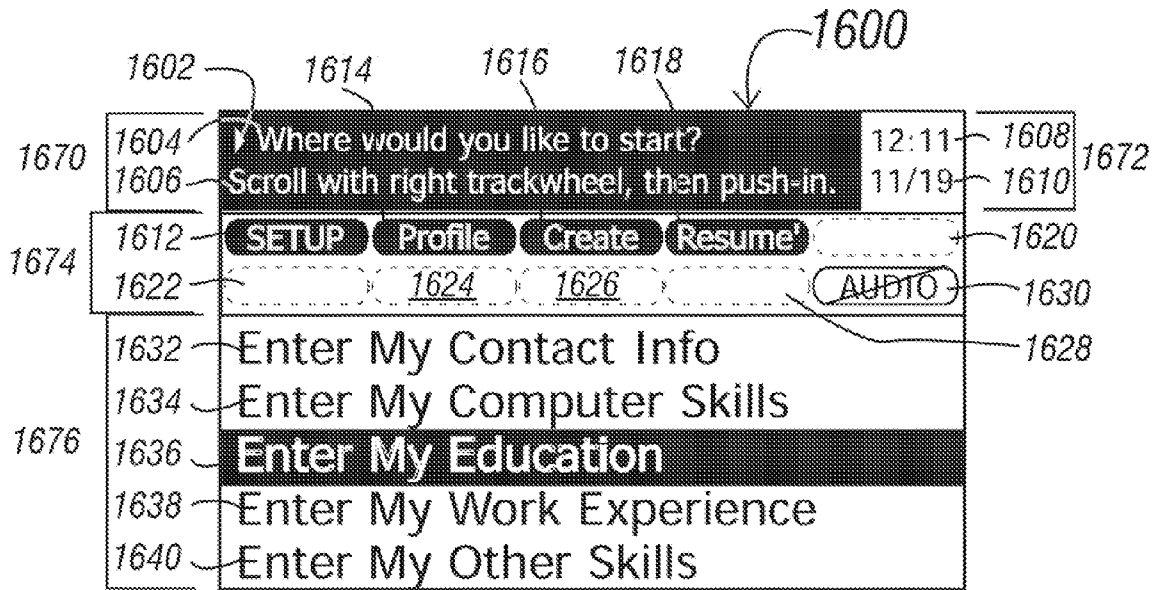 1600
1602 1614 1616 1618
1670 1604 Where would you like to start? 12:11 1608 1672
1606 Scroll with right trackwheel, then push-in. 11/19 1610
1674 1612 SETUP Profile Create Resume' 1620
1622 1624 1626 AUDIO 1630
1628
1632 Enter My Contact Info
1634 Enter My Computer Skills
1676 1636 Enter My Education
1638 Enter My Work Experience
1640 Enter My Other Skills